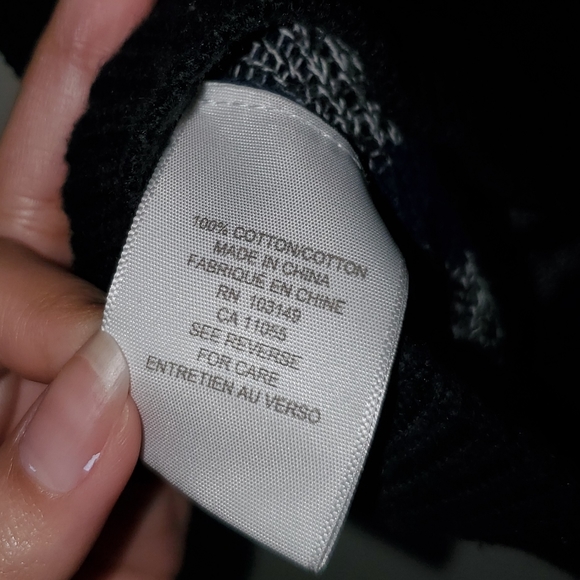 100% COTTON/COTTON
MADE IN CHINA
FABRIQUE EN CHINE
RN 103149
CA 11055
SEE REVERSE
FOR CARE
ENTRETIEN AU VERSO